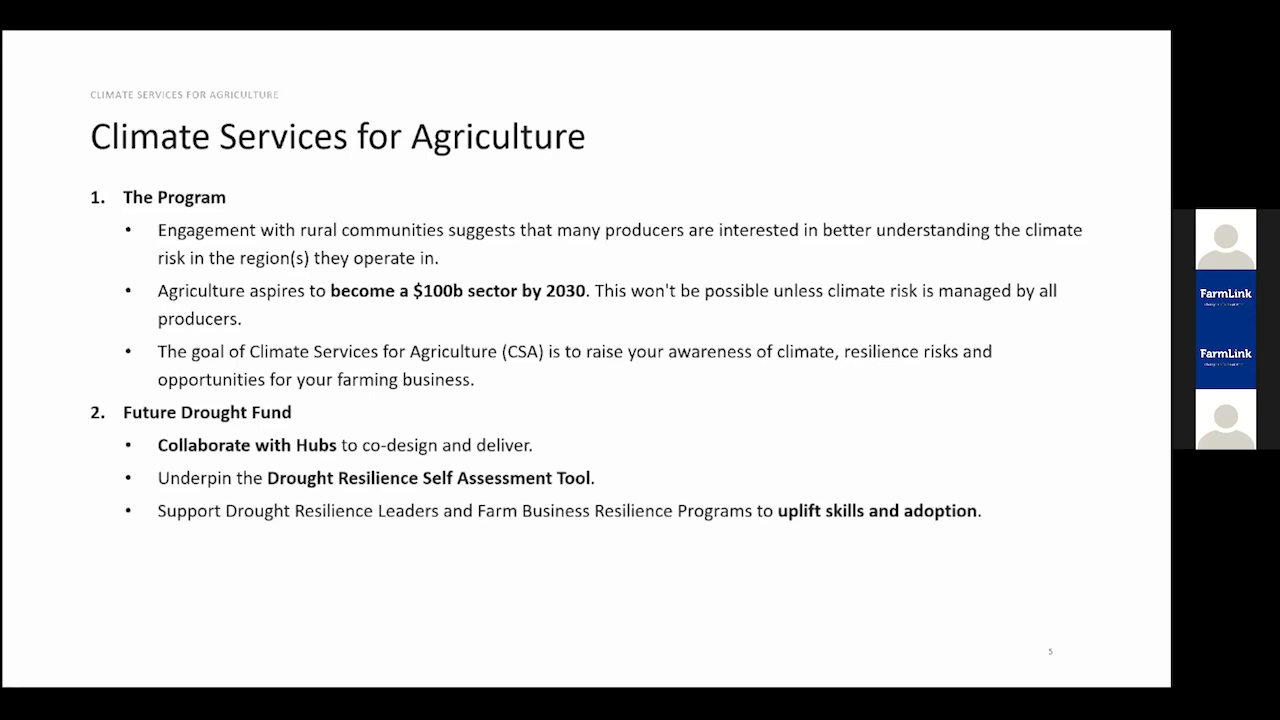 CLIMATE SERVICES FOR AGRICULTURE
Climate Services for Agriculture
1. The Program
• Engagement with rural communities suggests that many producers are interested in better understanding the climate
risk in the region(s) they operate in.
• Agriculture aspires to become a $100b sector by 2030. This won't be possible unless climate risk is managed by all
producers.
• The goal of Climate Services for Agriculture (CSA) is to raise your awareness of climate, resilience risks and
opportunities for your farming business.
2. Future Drought Fund
• Collaborate with Hubs to co-design and deliver.
• Underpin the Drought Resilience Self Assessment Tool.
• Support Drought Resilience Leaders and Farm Business Resilience Programs to uplift skills and adoption.
5
FarmLink
FarmLink